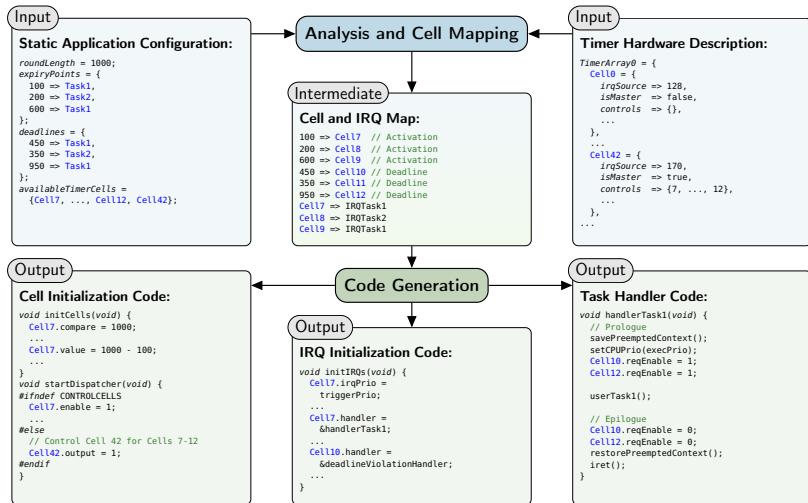 Input
Static Application Configuration:
roundLength = 1000;
expiryPoints = {
100 => Task1,
200 => Task2,
600 => Task1
};
deadlines = {
450 => Task1,
350 => Task2,
950 => Task1
};
availableTimerCells =
{Cell7, ..., Cell12, Cell42};
Analysis and Cell Mapping
Intermediate
Cell and IRQ Map:
100 => Cell7 // Activation
200 => Cell8 // Activation
600 => Cell9 // Activation
450 => Cell10 // Deadline
350 => Cell11 // Deadline
950 => Cell12 // Deadline
Cell7 => IRQTask1
Cell8 => IRQTask2
Cell9 => IRQTask1
Input
Timer Hardware Description:
TimerArray0 = {
Cell0 = {
irqSource => 128,
isMaster => false,
controls => {},
...
},
...
Cell42 = {
irqSource => 170,
isMaster => true,
controls => {7, ..., 12},
...
},
...
Code Generation
Output
Cell Initialization Code:
void initCells(void) {
Cell7.compare = 1000;
...
Cell7.value = 1000 - 100;
...
}
void startDispatcher(void) {
#ifndef CONTROLCELLS
Cell7.enable = 1;
...
#else
// Control Cell 42 for Cells 7-12
Cell42.output = 1;
#endif
}
Output
IRQ Initialization Code:
void initIRQs(void) {
Cell7.irqPrio =
triggerPrio;
...
Cell7.handler =
&handlerTask1;
...
Cell10.handler =
&deadlineViolationHandler;
...
}
Output
Task Handler Code:
void handlerTask1(void) {
// Prologue
savePreemptedContext();
setCPUPrio(execPrio);
Cell10.reqEnable = 1;
Cell12.reqEnable = 1;
userTask1();
// Epilogue
Cell10.reqEnable = 0;
Cell12.reqEnable = 0;
restorePreemptedContext();
iret();
}